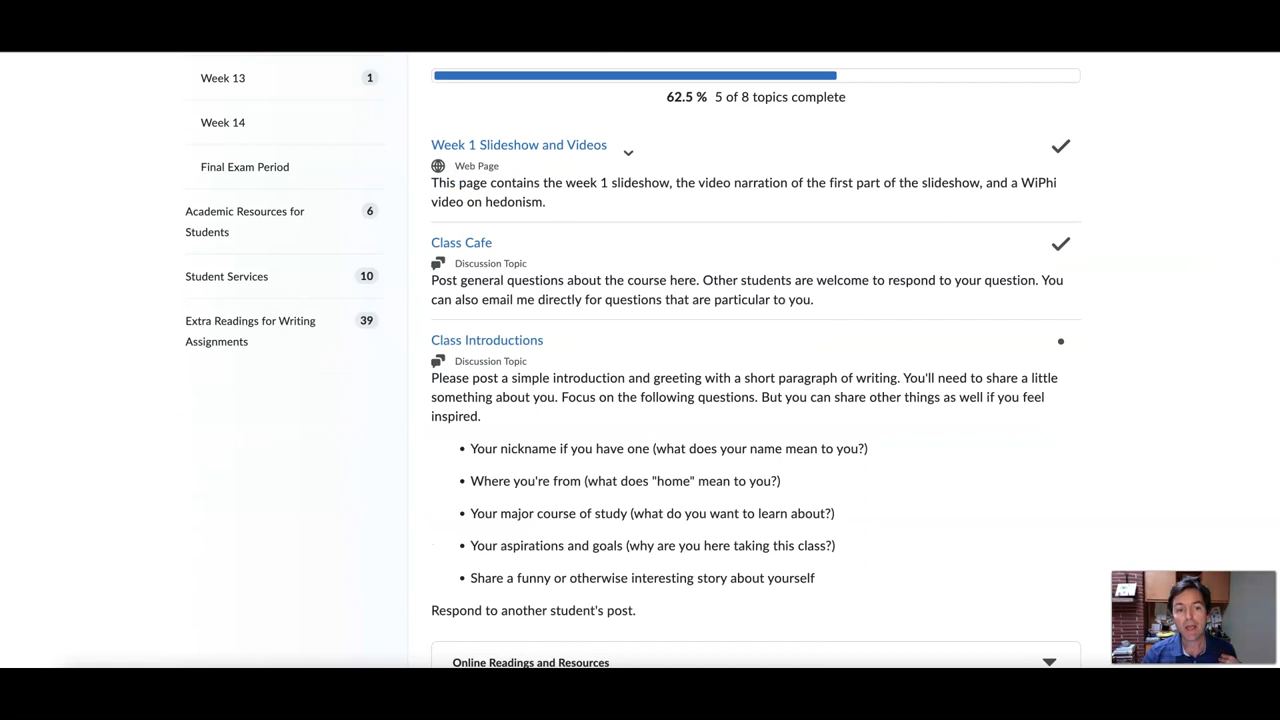 Week 13
1
Week 14
Final Exam Period
Academic Resources for
Students
6
Student Services
10
Extra Readings for Writing
Assignments
39
62.5 % 5 of 8 topics complete
Week 1 Slideshow and Videos
Web Page
This page contains the week 1 slideshow, the video narration of the first part of the slideshow, and a WiPhi
video on hedonism.
Class Cafe
Discussion Topic
Post general questions about the course here. Other students are welcome to respond to your question. You
can also email me directly for questions that are particular to you.
Class Introductions
Discussion Topic
Please post a simple introduction and greeting with a short paragraph of writing. You'll need to share a little
something about you. Focus on the following questions. But you can share other things as well if you feel
inspired.
• Your nickname if you have one (what does your name mean to you?)
• Where you're from (what does "home" mean to you?)
• Your major course of study (what do you want to learn about?)
• Your aspirations and goals (why are you here taking this class?)
• Share a funny or otherwise interesting story about yourself
Respond to another student's post.
Online Readings and Resources